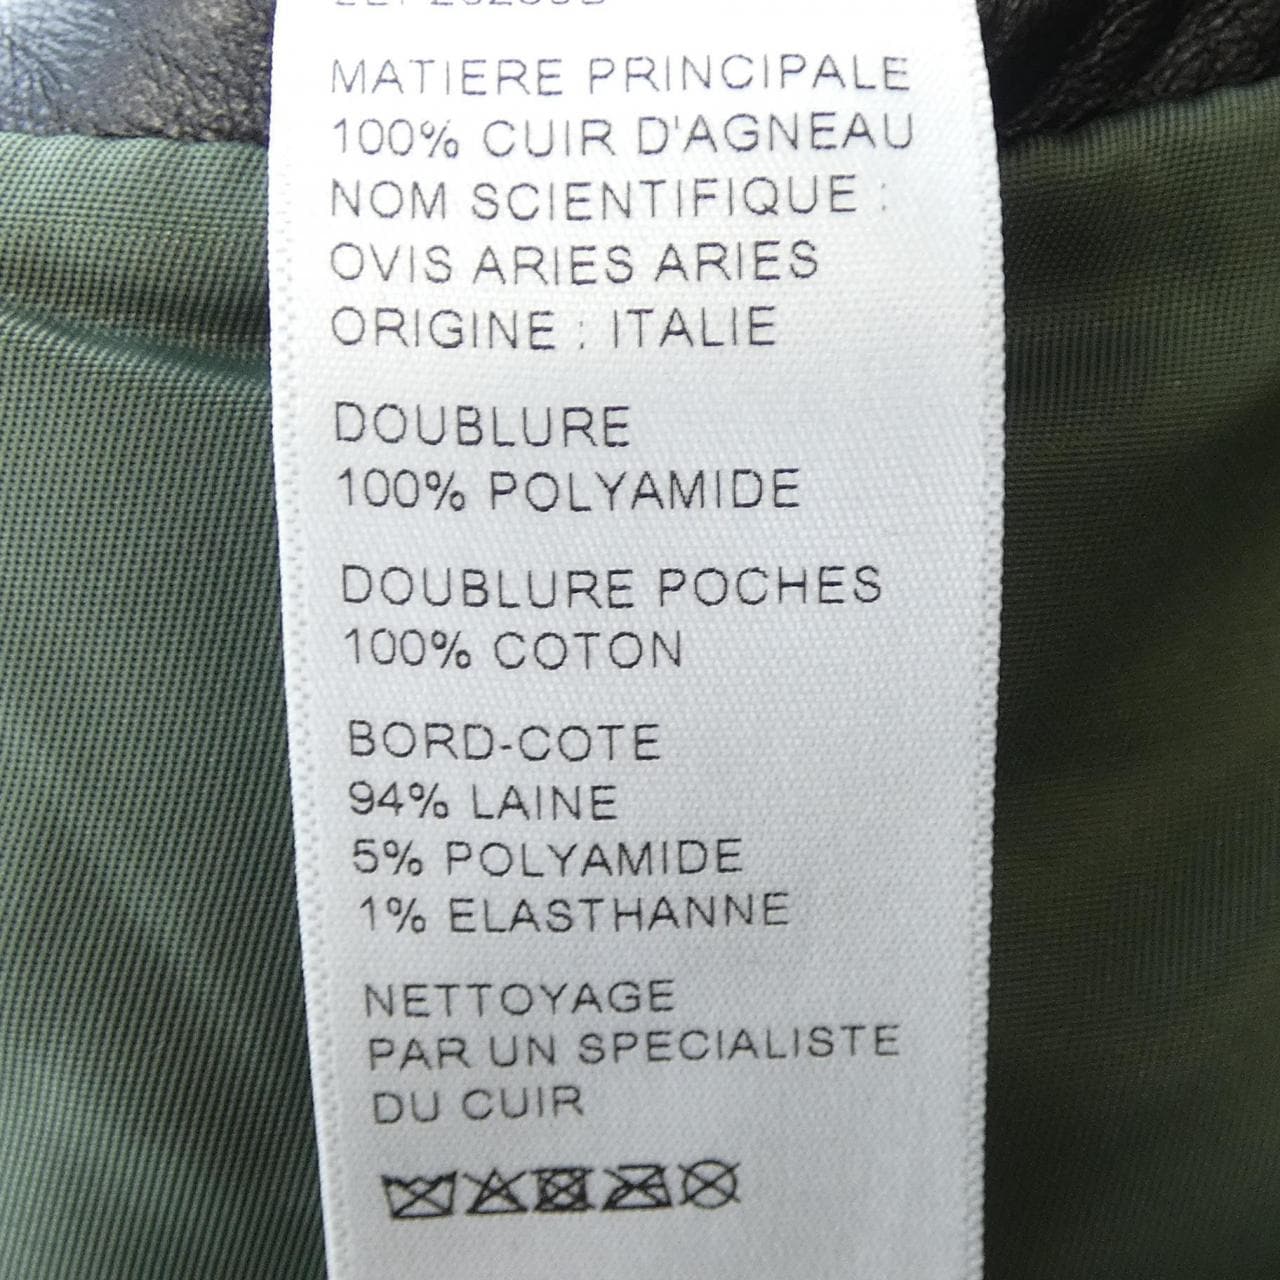 MATIERE PRINCIPALE
100% CUIR D'AGNEAU
NOM SCIENTIFIQUE :
OVIS ARIES ARIES
ORIGINE : ITALIE
DOUBLURE
100% POLYAMIDE
DOUBLURE POCHES
100% COTON
BORD-COTE
94% LAINE
5% POLYAMIDE
1% ELASTHANNE
NETTOYAGE
PAR UN SPECIALISTE
DU CUIR